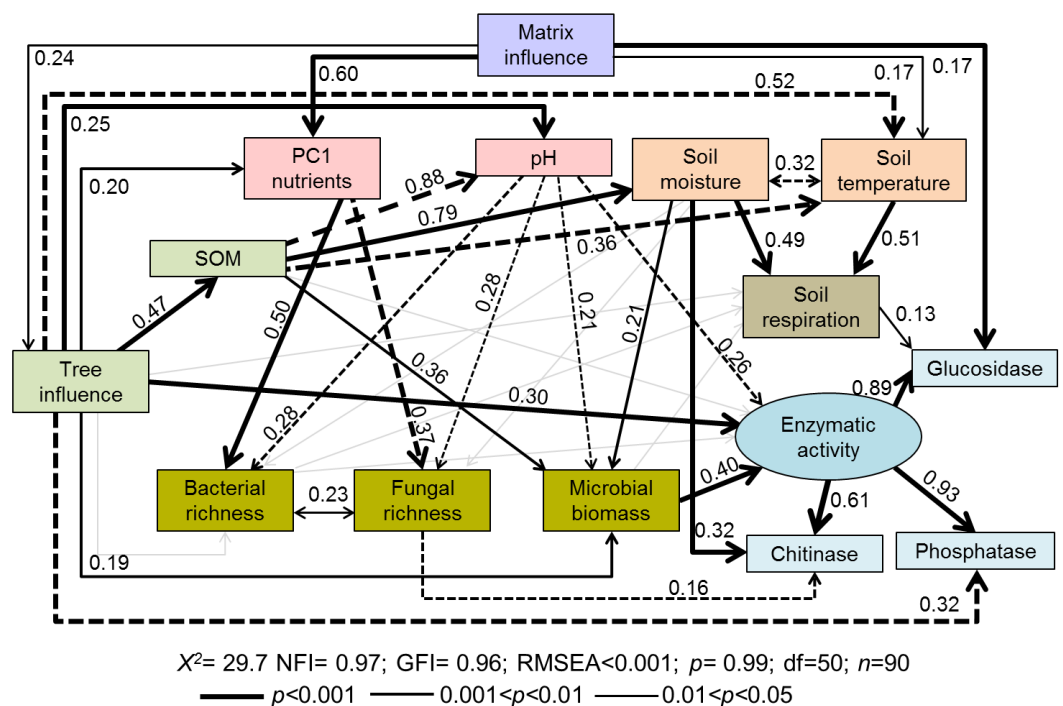 Matrix
influence
0.24
0.60
0.17
0.17
0.52
0.25
PC1
nutrients
pH
Soil
moisture
0.32
Soil
temperature
0.20
0.88
0.79
0.36
SOM
0.49
0.51
0.47
0.50
0.28
0.21
0.21
Soil
respiration
0.13
Tree
influence
0.36
0.26
Glucosidase
0.30
0.89
0.28
0.37
Enzymatic
activity
Bacterial
richness
0.23
Fungal
richness
Microbial
biomass
0.40
0.93
0.61
0.32
Chitinase
Phosphatase
0.19
0.16
0.32
X²= 29.7 NFI= 0.97; GFI= 0.96; RMSEA<0.001; p= 0.99; df=50; n=90
p<0.001 0.001<p<0.01 0.01<p<0.05